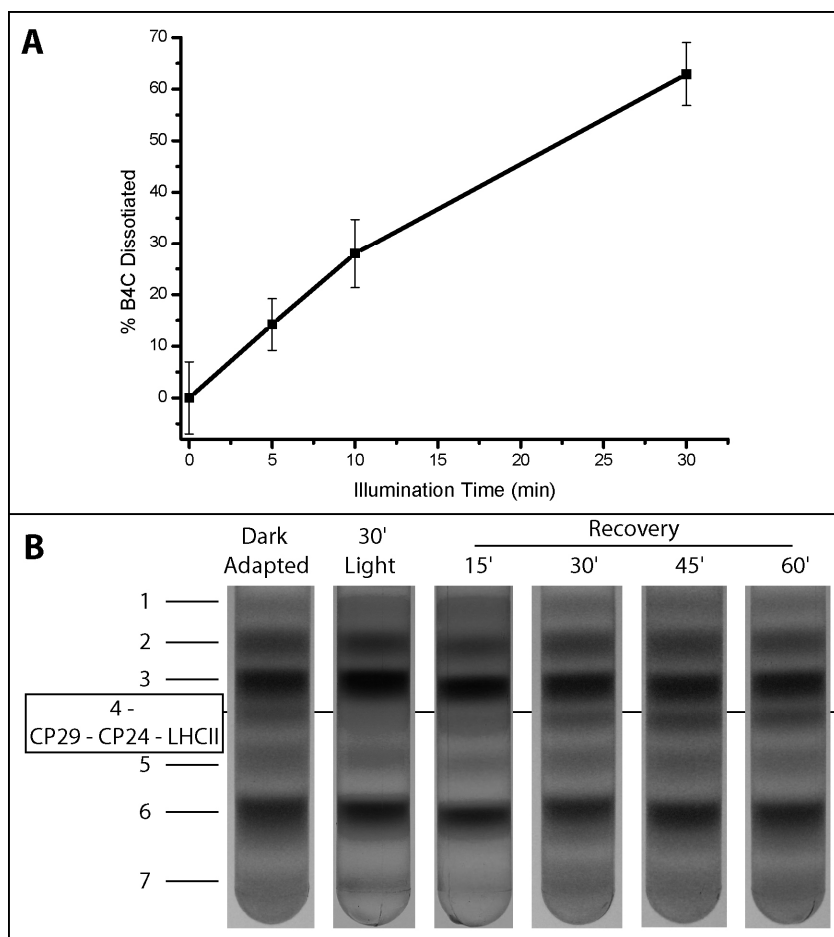 A
70
60
50
40
30
20
10
0
% B4C Dissotiated
0 5 10 15 20 25 30
Illumination Time (min)
B
Dark Adapted
30' Light
Recovery
15' 30' 45' 60'
1
2
3
4 -
CP29 - CP24 - LHCII
5
6
7